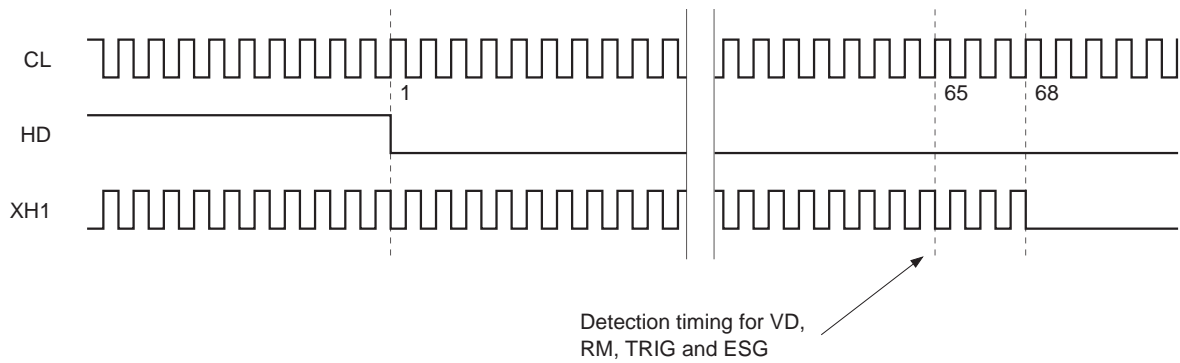 CL
1
65
68
HD
XH1
Detection timing for VD,
RM, TRIG and ESG